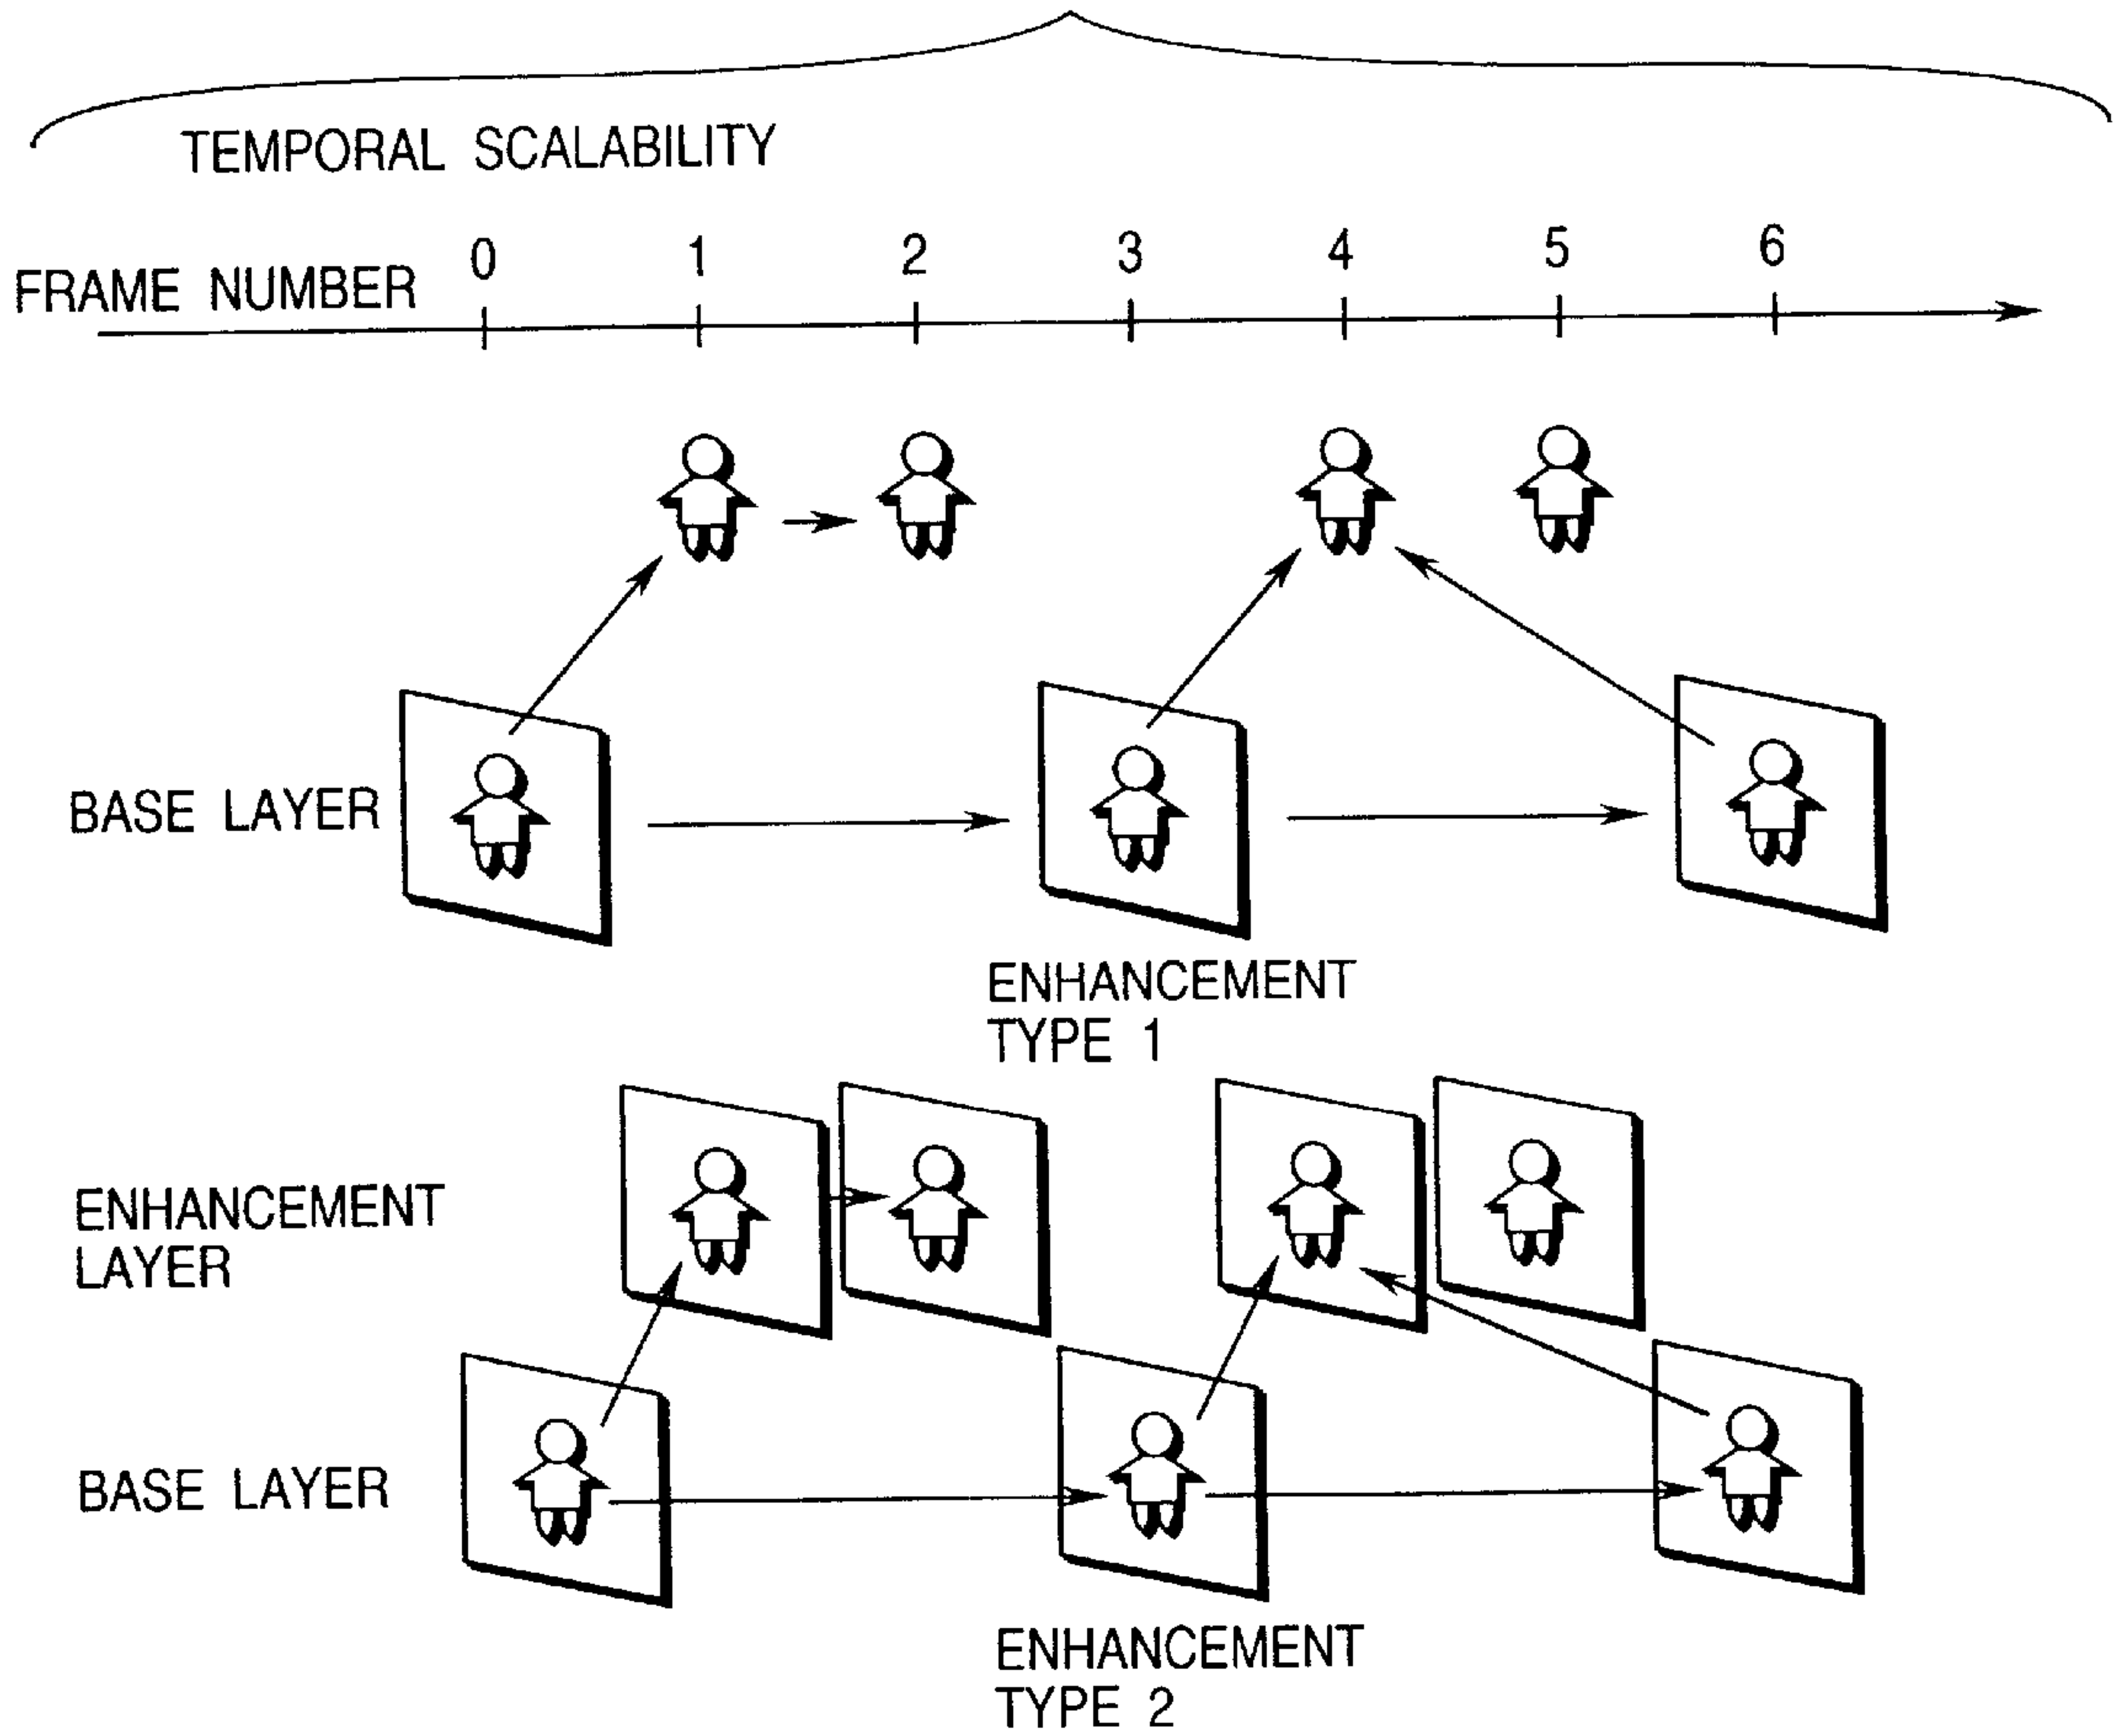 TEMPORAL SCALABILITY
0 1 2 3 4 5 6
FRAME NUMBER
BASE LAYER
ENHANCEMENT
TYPE 1
ENHANCEMENT
LAYER
BASE LAYER
ENHANCEMENT
TYPE 2